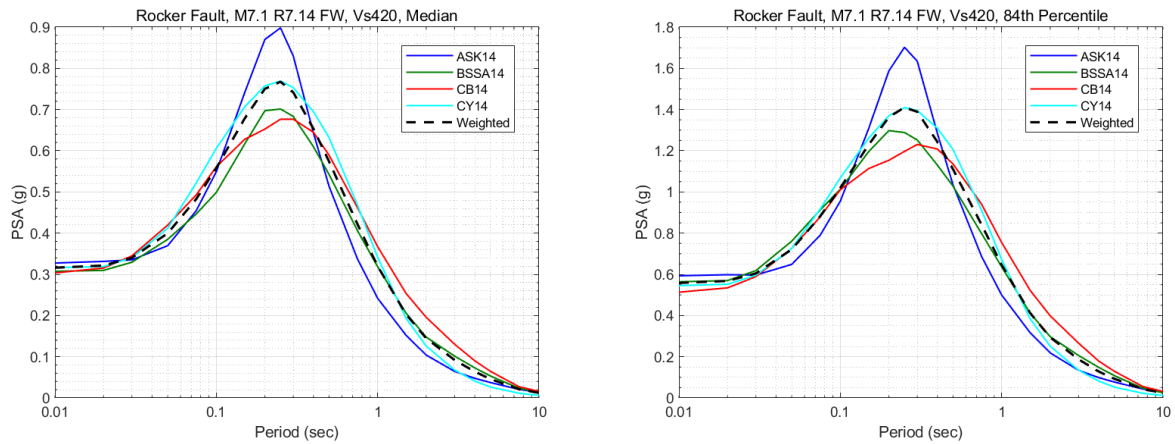 Rocker Fault, M7.1 R7.14 FW, Vs420, Median
0.9
0.8
0.7
0.6
0.5
0.4
0.3
0.2
0.1
0
PSA (g)
ASK14
BSSA14
CB14
CY14
Weighted
0.01
0.1
1
10
Period (sec)
Rocker Fault, M7.1 R7.14 FW, Vs420, 84th Percentile
1.8
1.6
1.4
1.2
1.0
0.8
0.6
0.4
0.2
0
PSA (g)
ASK14
BSSA14
CB14
CY14
Weighted
0.01
0.1
1
10
Period (sec)